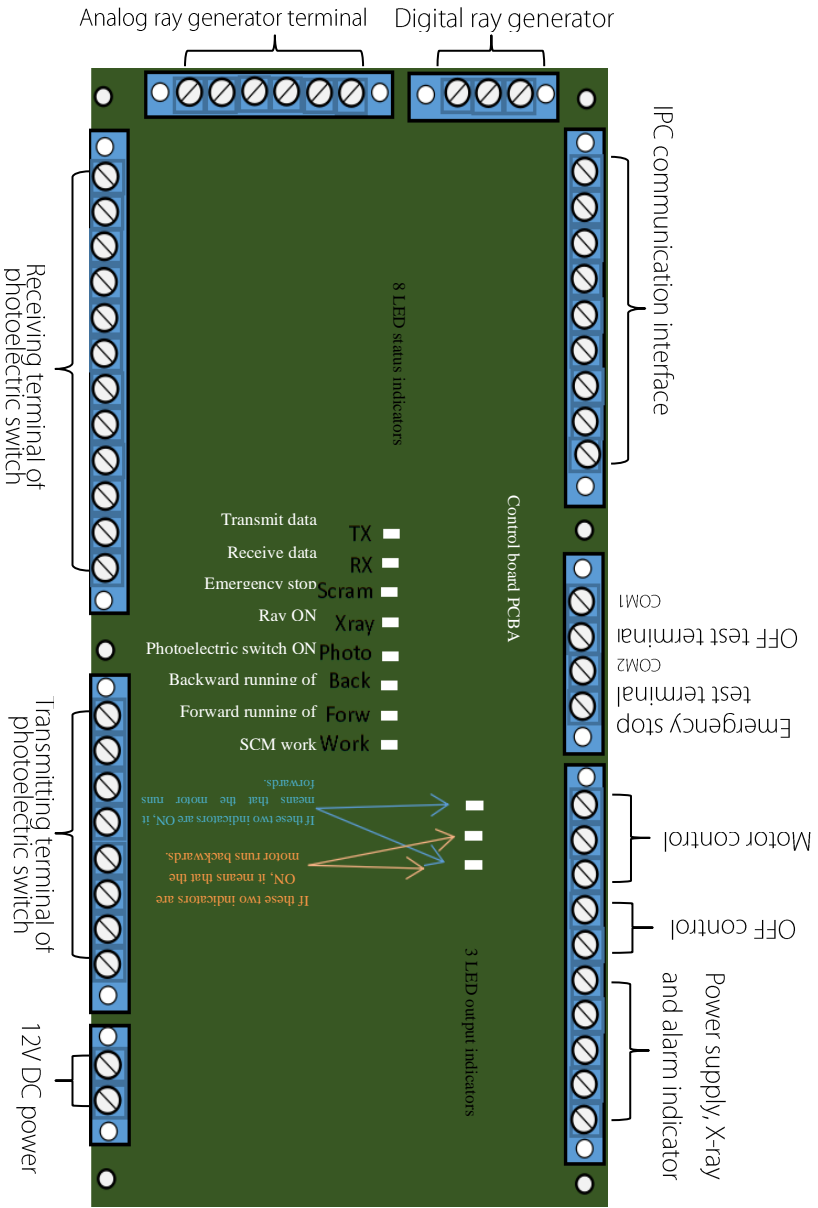 Analog ray generator terminal
Digital ray generator
IPC communication interface
Receiving terminal of
photoelectric switch
8 LED status indicators
Control board PCBA
Transmit data
TX
Receive data
RX
Emergency stop
Scram
Ray ON
Xray
Photoelectric switch ON
Photo
Backward running of
Back
Forward running of
Forw
SCM work
Work
COM1
OFF test terminal
COM2
Emergency stop
test terminal
Transmitting terminal of
photoelectric switch
If these two indicators are ON, it
means that the motor runs
forwards.
If these two indicators are
ON, it means that the
motor runs backwards.
Motor control
OFF control
3 LED output indicators
Power supply, X-ray
and alarm indicator
12V DC power